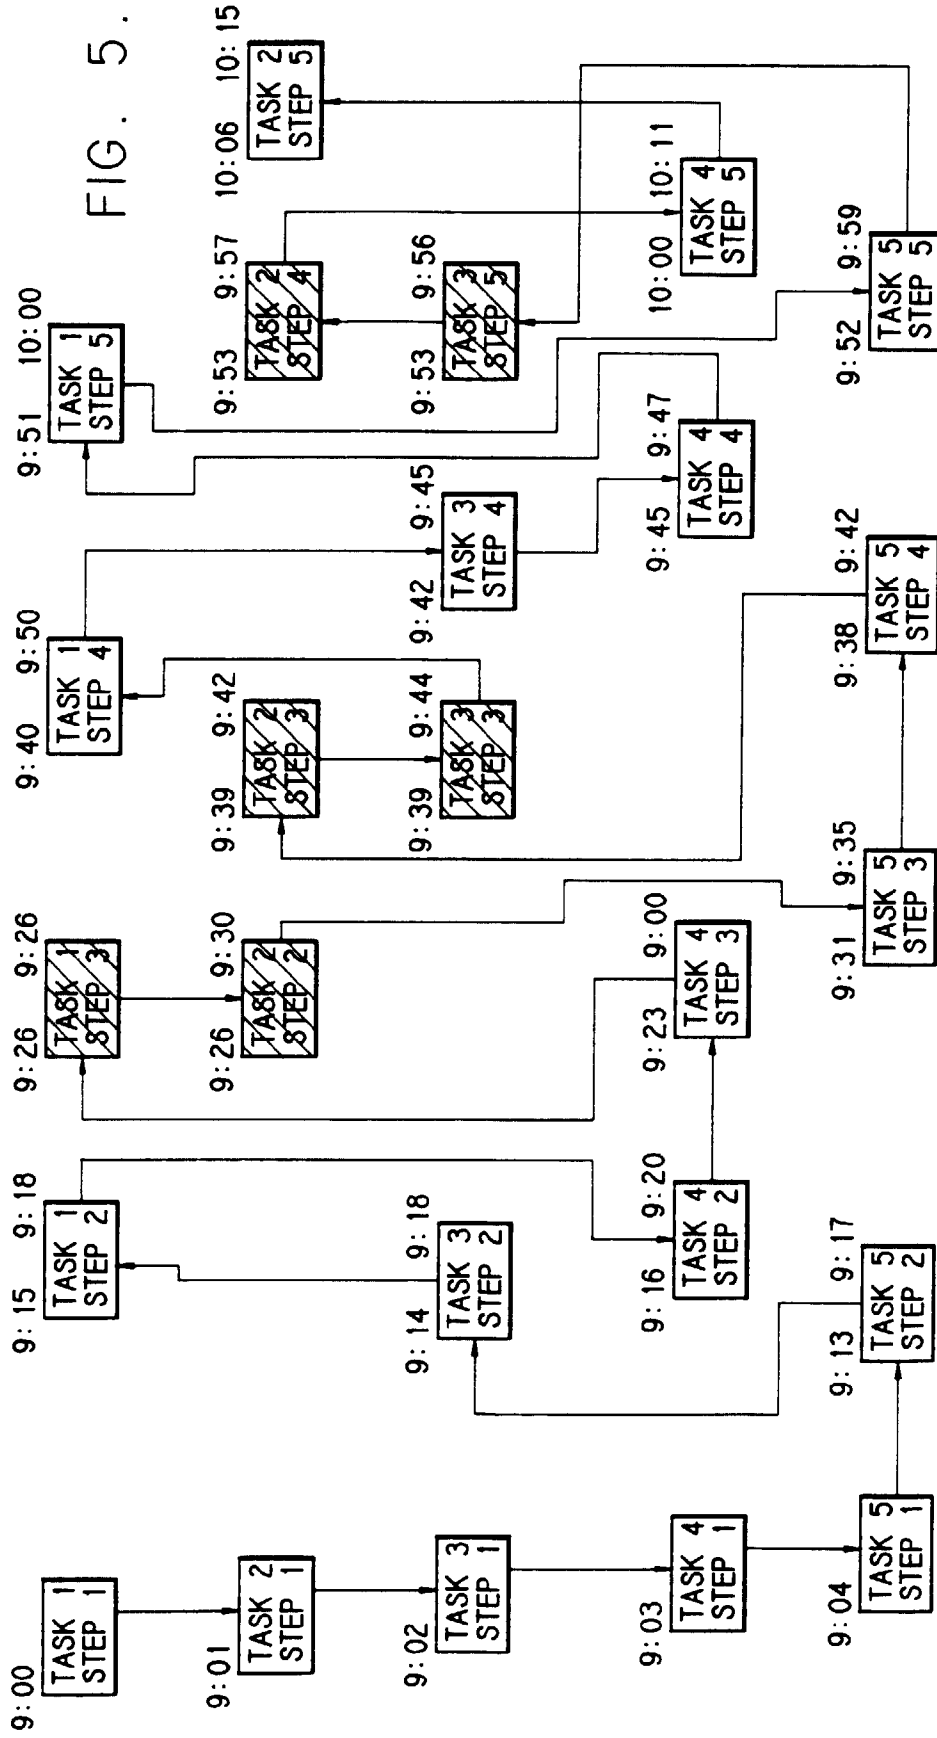 FIG. 5.
9:00
TASK 1
STEP 1
9:15 9:18
TASK 1
STEP 2
9:26 9:26
TASK 1
STEP 3
9:40 9:50
TASK 1
STEP 4
9:51 10:00
TASK 1
STEP 5
9:01
TASK 2
STEP 1
9:26 9:30
TASK 2
STEP 2
9:39 9:42
TASK 2
STEP 3
9:53 9:57
TASK 2
STEP 4
10:06 10:15
TASK 2
STEP 5
9:02
TASK 3
STEP 1
9:14 9:18
TASK 3
STEP 2
9:39 9:44
TASK 3
STEP 3
9:42 9:45
TASK 3
STEP 4
9:53 9:56
TASK 3
STEP 5
9:03
TASK 4
STEP 1
9:16 9:20
TASK 4
STEP 2
9:23 9:00
TASK 4
STEP 3
9:45 9:47
TASK 4
STEP 4
10:00 10:11
TASK 4
STEP 5
9:04
TASK 5
STEP 1
9:13 9:17
TASK 5
STEP 2
9:31 9:35
TASK 5
STEP 3
9:38 9:42
TASK 5
STEP 4
9:52 9:59
TASK 5
STEP 5